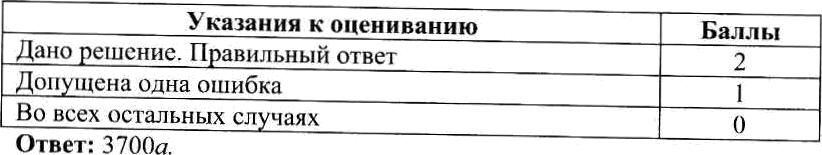 Указания к оцениванию Баллы
Дано решение. Правильный ответ 2
Допущена одна ошибка 1
Во всех остальных случаях 0
Ответ: 3700a.